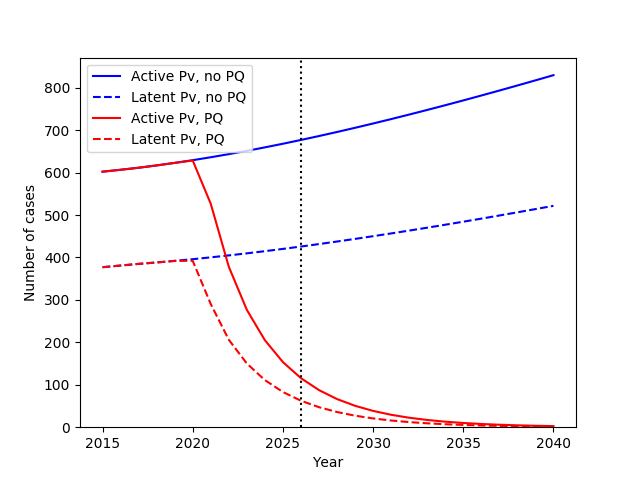 Active Pv, no PQ
Latent Pv, no PQ
Active Pv, PQ
Latent Pv, PQ
800
700
600
500
400
300
200
100
0
Number of cases
2015 2020 2025 2030 2035 2040
Year